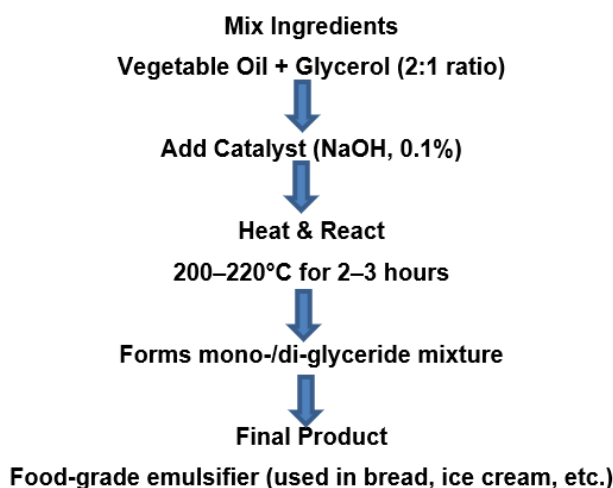 Mix Ingredients
Vegetable Oil + Glycerol (2:1 ratio)
Add Catalyst (NaOH, 0.1%)
Heat & React
200–220°C for 2–3 hours
Forms mono-/di-glyceride mixture
Final Product
Food-grade emulsifier (used in bread, ice cream, etc.)